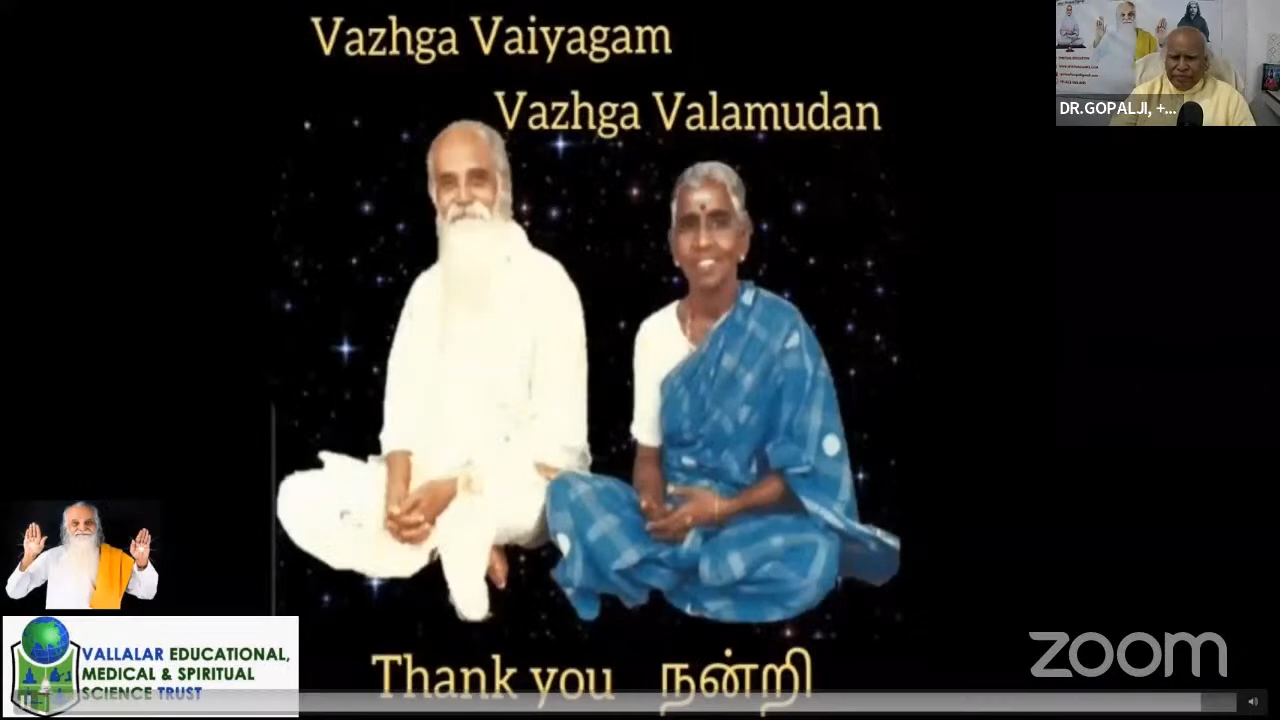 Vazhga Vaiyagam
Vazhga Valamudan
DR.GOPALJI, +...
VALLALAR EDUCATIONAL,
MEDICAL & SPIRITUAL
SCIENCE TRUST
zoom
Thank you நன்றி